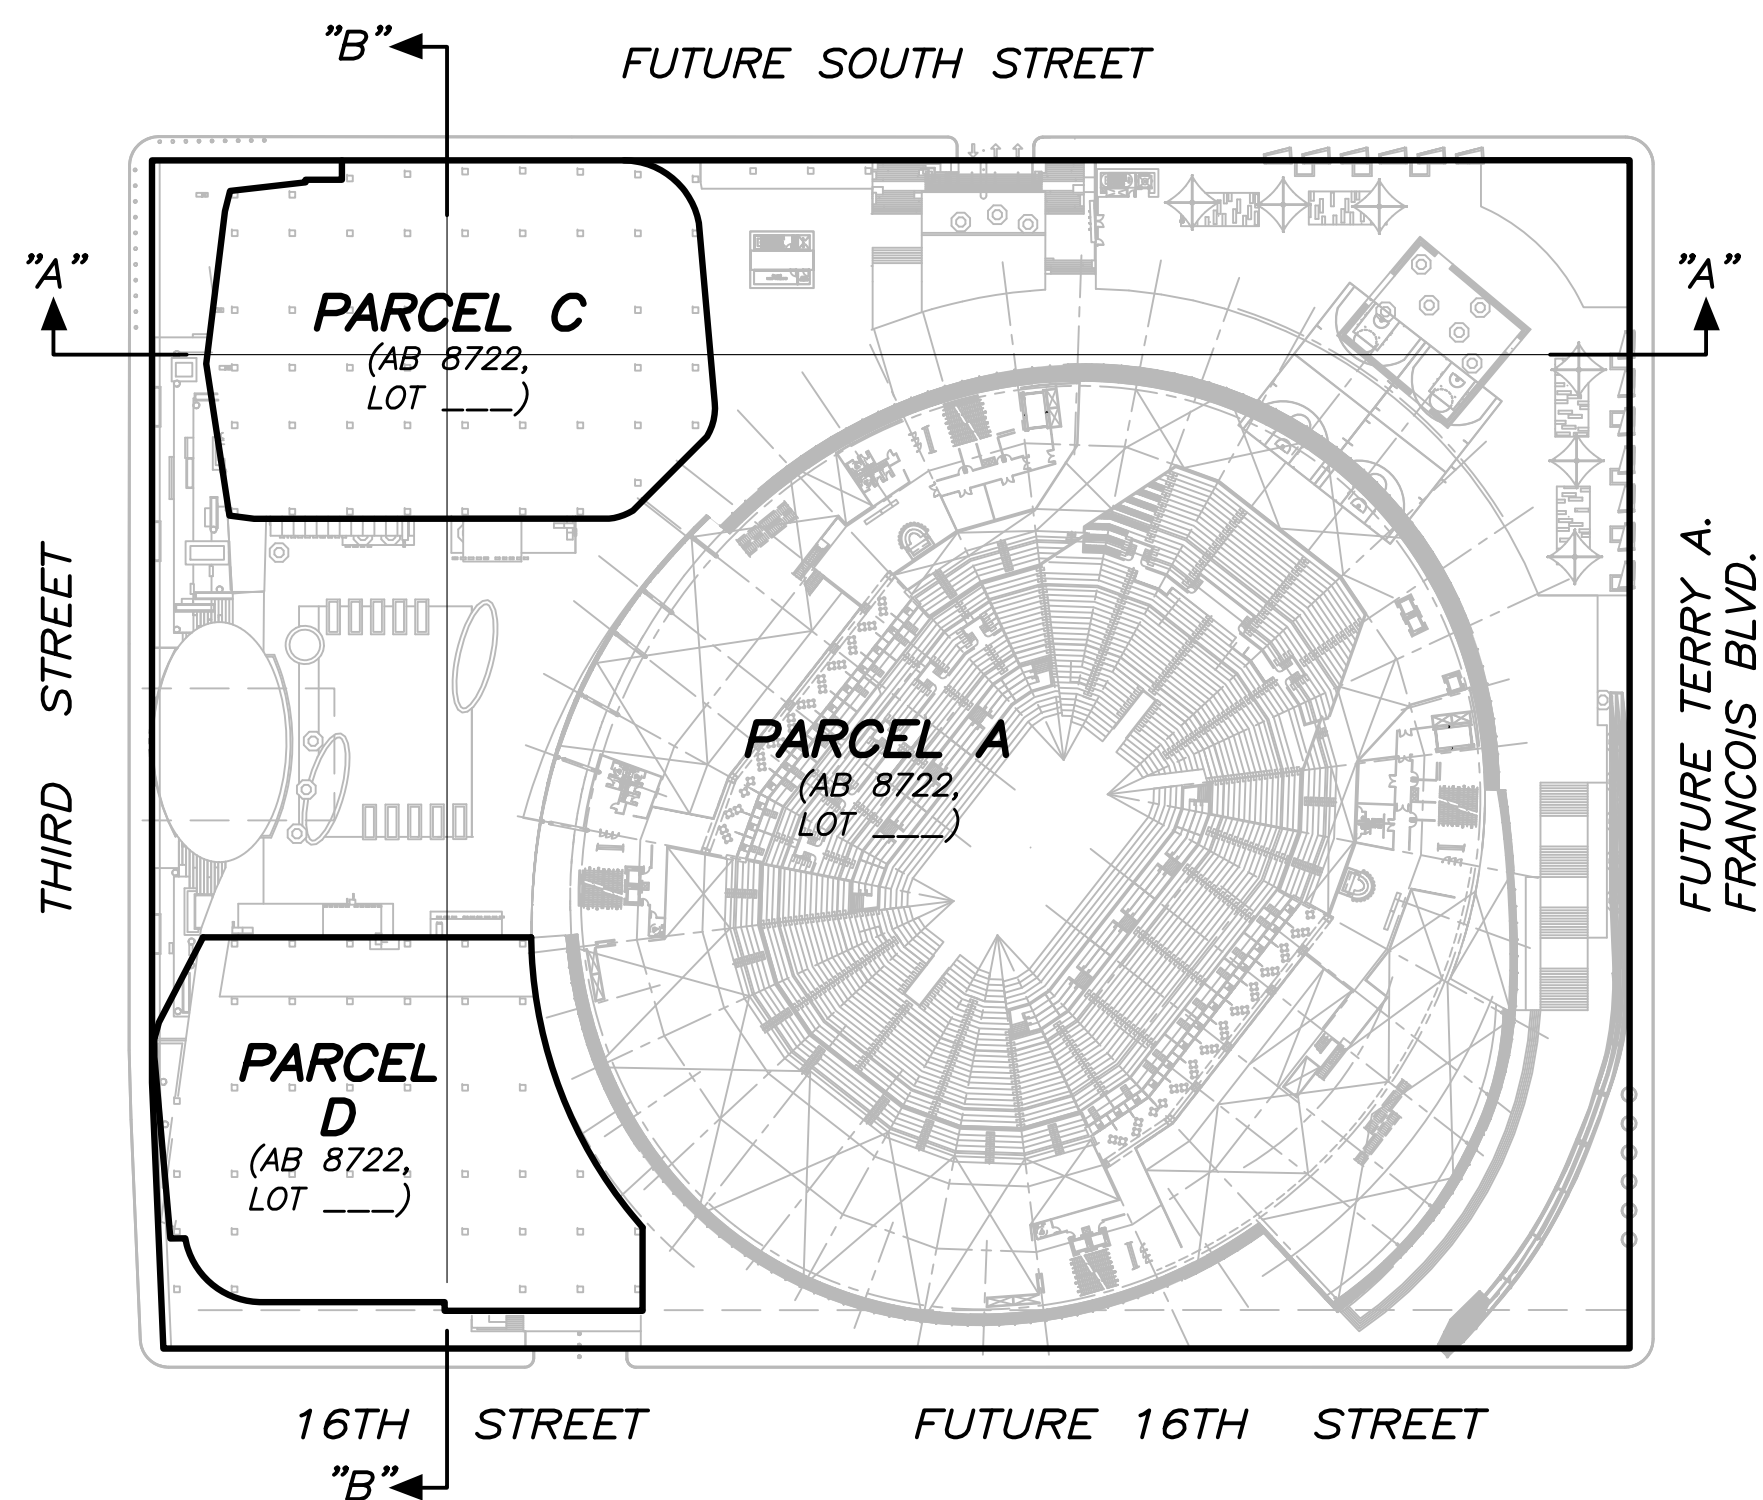 "B"
FUTURE SOUTH STREET
"A"
"A"
PARCEL C
(AB 8722,
LOT ___)
THIRD STREET
FUTURE TERRY A.
FRANCOIS BLVD.
PARCEL A
(AB 8722,
LOT ___)
PARCEL
D
(AB 8722,
LOT ___)
16TH STREET
FUTURE 16TH STREET
"B"